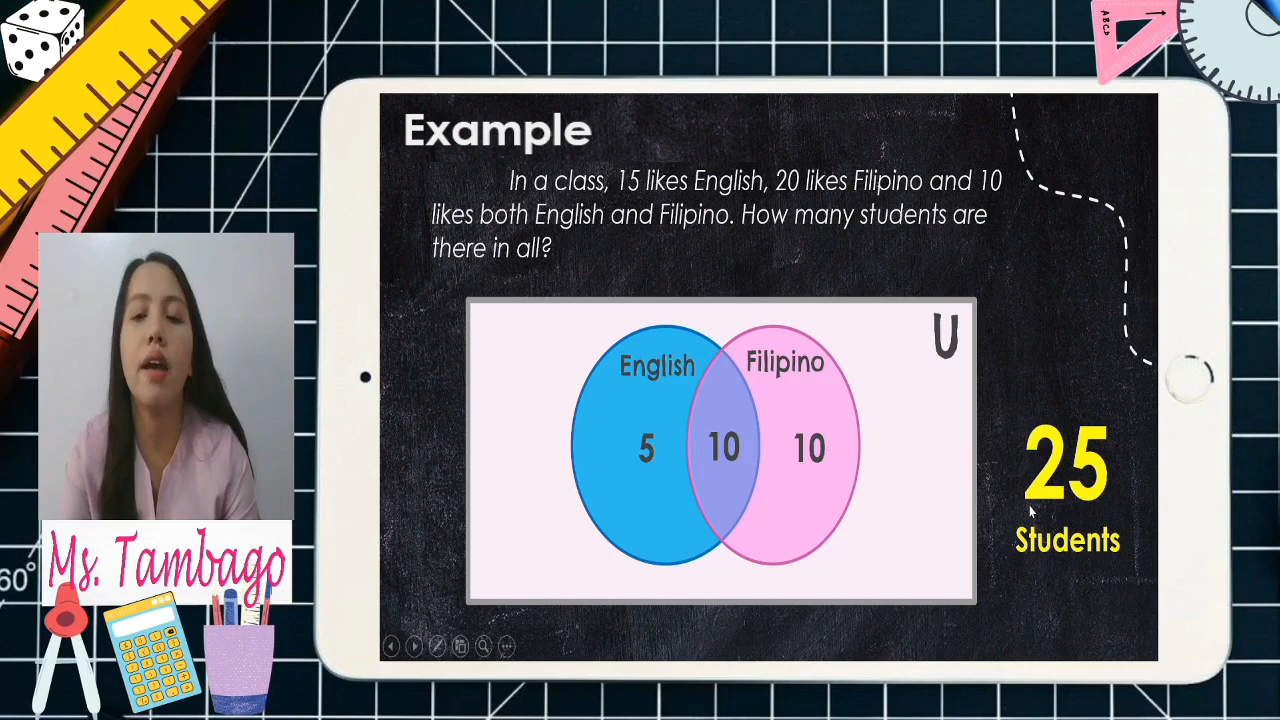 Example
In a class, 15 likes English, 20 likes Filipino and 10
likes both English and Filipino. How many students are
there in all?
U
English
Filipino
5
10
10
25
Students
Ms. Tambago
60°
ABCD